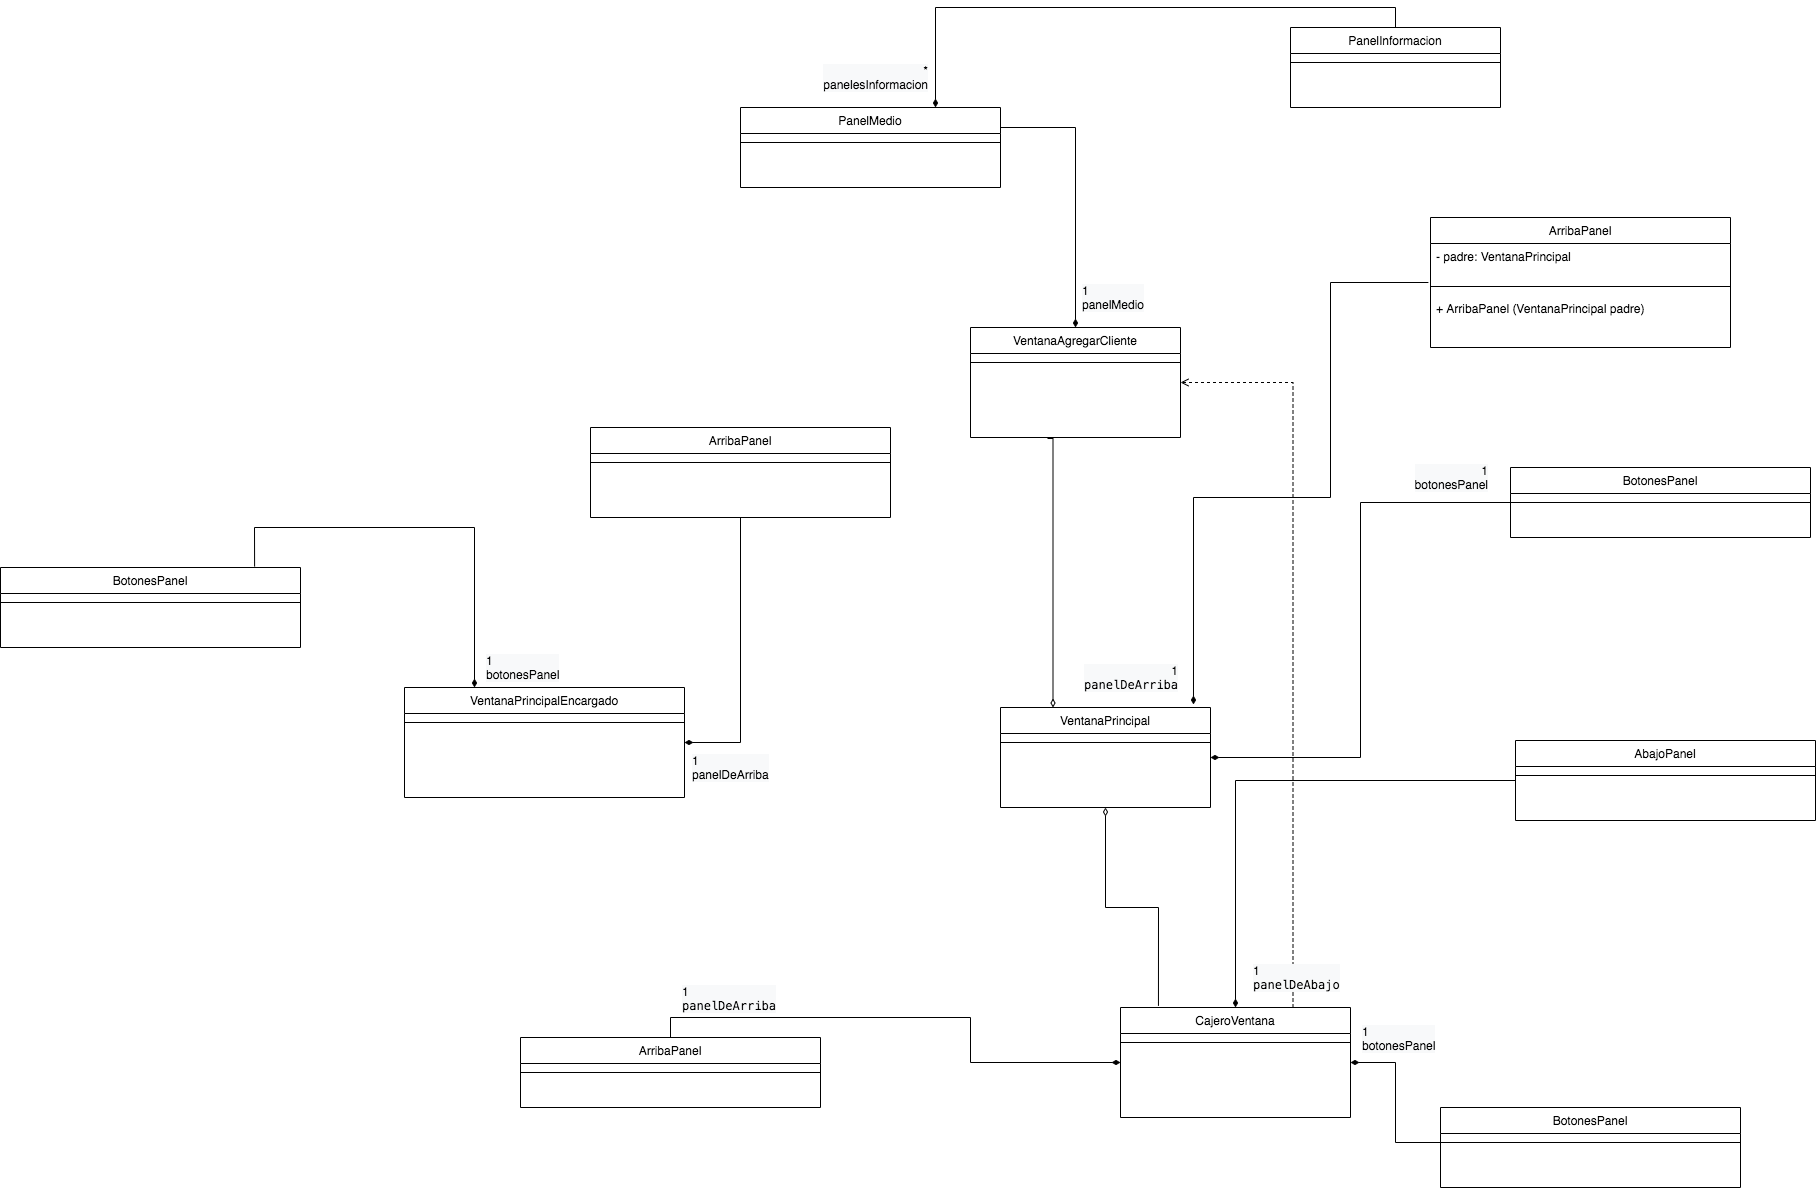 PanelInformacion
*
panelesInformacion
PanelMedio
ArribaPanel
- padre: VentanaPrincipal
+ ArribaPanel (VentanaPrincipal padre)
1
panelMedio
VentanaAgregarCliente
ArribaPanel
1
botonesPanel
BotonesPanel
BotonesPanel
1
botonesPanel
VentanaPrincipalEncargado
1
panelDeArriba
1
panelDeArriba
VentanaPrincipal
AbajoPanel
1
panelDeAbajo
1
panelDeArriba
CajeroVentana
1
botonesPanel
ArribaPanel
BotonesPanel